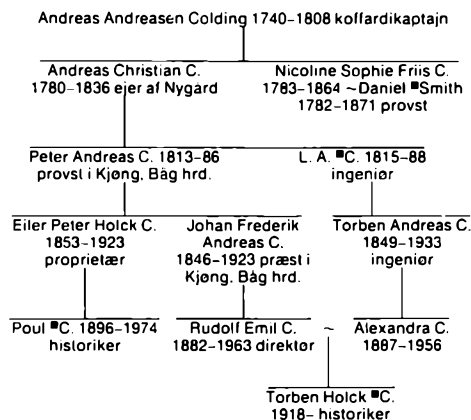 Andreas Andreasen Colding 1740–1808 koffardikaptajn
Andreas Christian C.
1780–1836 ejer af Nygård
Nicoline Sophie Friis C.
1783–1864 ~Daniel ■Smith
1782–1871 provst
Peter Andreas C. 1813–86
provst i Kjøng, Båg hrd.
L. A. ■C. 1815–88
ingeniør
Eiler Peter Holck C.
1853–1923
proprietær
Johan Frederik
Andreas C.
1846–1923 præst i
Kjøng, Båg hrd.
Torben Andreas C.
1849–1933
ingeniør
Poul ■C. 1896–1974
historiker
Rudolf Emil C. ~ Alexandra C.
1882–1963 direktør
1887–1956
Torben Holck ■C.
1918– historiker